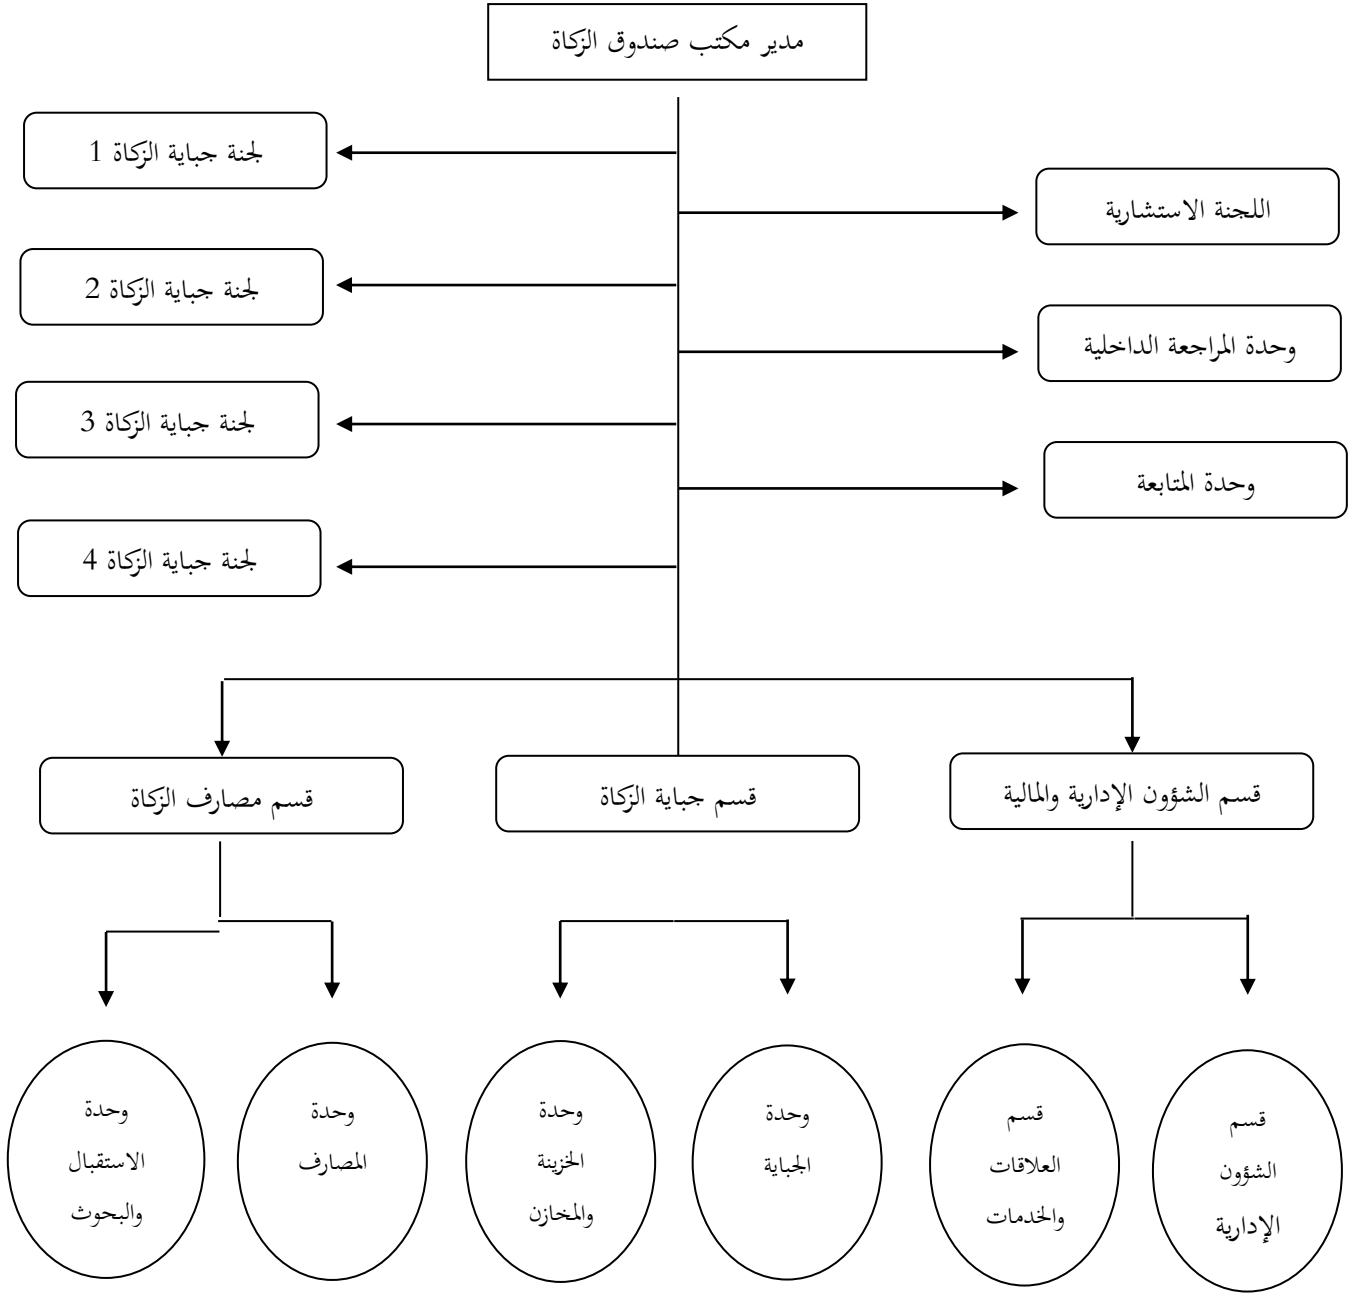 مدير مكتب صندوق الزكاة
لجنة جباية الزكاة 1
اللجنة الاستشارية
لجنة جباية الزكاة 2
وحدة المراجعة الداخلية
لجنة جباية الزكاة 3
وحدة المتابعة
لجنة جباية الزكاة 4
قسم الشؤون الإدارية والمالية
قسم جباية الزكاة
قسم مصارف الزكاة
قسم
الشؤون
الإدارية
قسم
العلاقات
والخدمات
وحدة
الجباية
وحدة
الخزينة
والمخازن
وحدة
المصارف
وحدة
الاستقبال
والبحوث